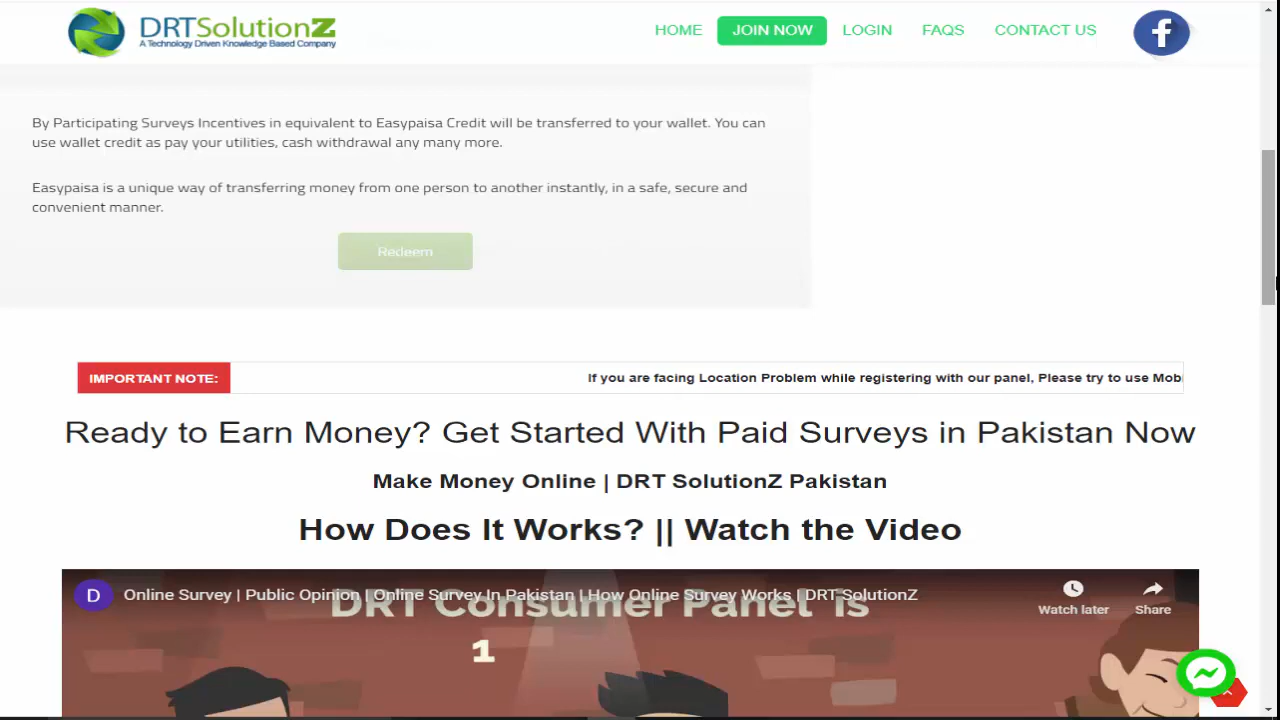 DRTSolutionZ
A Technology Driven Knowledge Based Company
HOME
JOIN NOW
LOGIN
FAQS
CONTACT US
f
By Participating Surveys Incentives in equivalent to Easypaisa Credit will be transferred to your wallet. You can
use wallet credit as pay your utilities, cash withdrawal any many more.
Easypaisa is a unique way of transferring money from one person to another instantly, in a safe, secure and
convenient manner.
Redeem
IMPORTANT NOTE:
If you are facing Location Problem while registering with our panel, Please try to use Mob
Ready to Earn Money? Get Started With Paid Surveys in Pakistan Now
Make Money Online | DRT SolutionZ Pakistan
How Does It Works? || Watch the Video
D
Online Survey | Public Opinion | Online Survey In Pakistan | How Online Survey Works | DRT SolutionZ
DRT Consumer Panel is
1
Watch later
Share